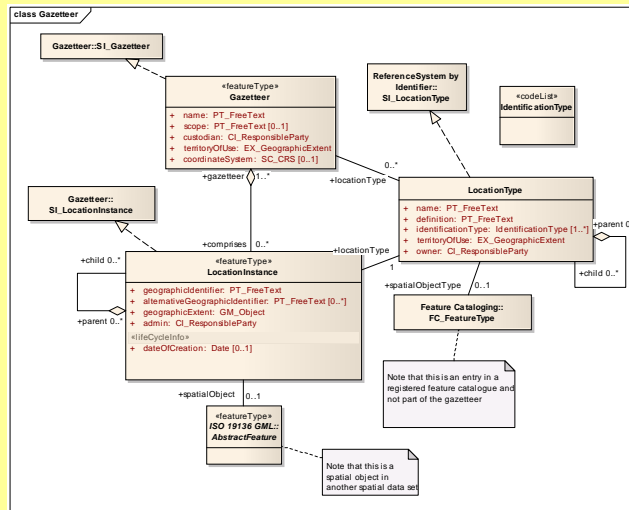 class Gazetteer
Gazetteer::SI_Gazetteer
«featureType»
Gazetteer
+ name: PT_FreeText
+ scope: PT_FreeText [0..1]
+ custodian: CI_ResponsibleParty
+ territoryOfUse: EX_GeographicExtent
+ coordinateSystem: SC_CRS [0..1]
ReferenceSystem by
Identifier::
SI_LocationType
«codeList»
IdentificationType
+gazetteer
1..*
0..*
+locationType
Gazetteer::
SI_LocationInstance
LocationType
+ name: PT_FreeText
+ definition: PT_FreeText
+ identificationType: IdentificationType [1..*]
+ territoryOfUse: EX_GeographicExtent
+ owner: CI_ResponsibleParty
+parent 0..*
+child 0..*
+comprises
0..*
+locationType
1
+child 0..*
+parent 0..*
«featureType»
LocationInstance
+ geographicIdentifier: PT_FreeText
+ alternativeGeographicIdentifier: PT_FreeText [0..*]
+ geographicExtent: GM_Object
+ admin: CI_ResponsibleParty
«lifeCycleInfo»
+ dateOfCreation: Date [0..1]
+spatialObjectType
0..1
Feature Cataloging::
FC_FeatureType
Note that this is an entry in a
registered feature catalogue and
not part of the gazetteer
+spatialObject
0..1
«featureType»
ISO 19136 GML::
AbstractFeature
Note that this is a
spatial object in
another spatial data set